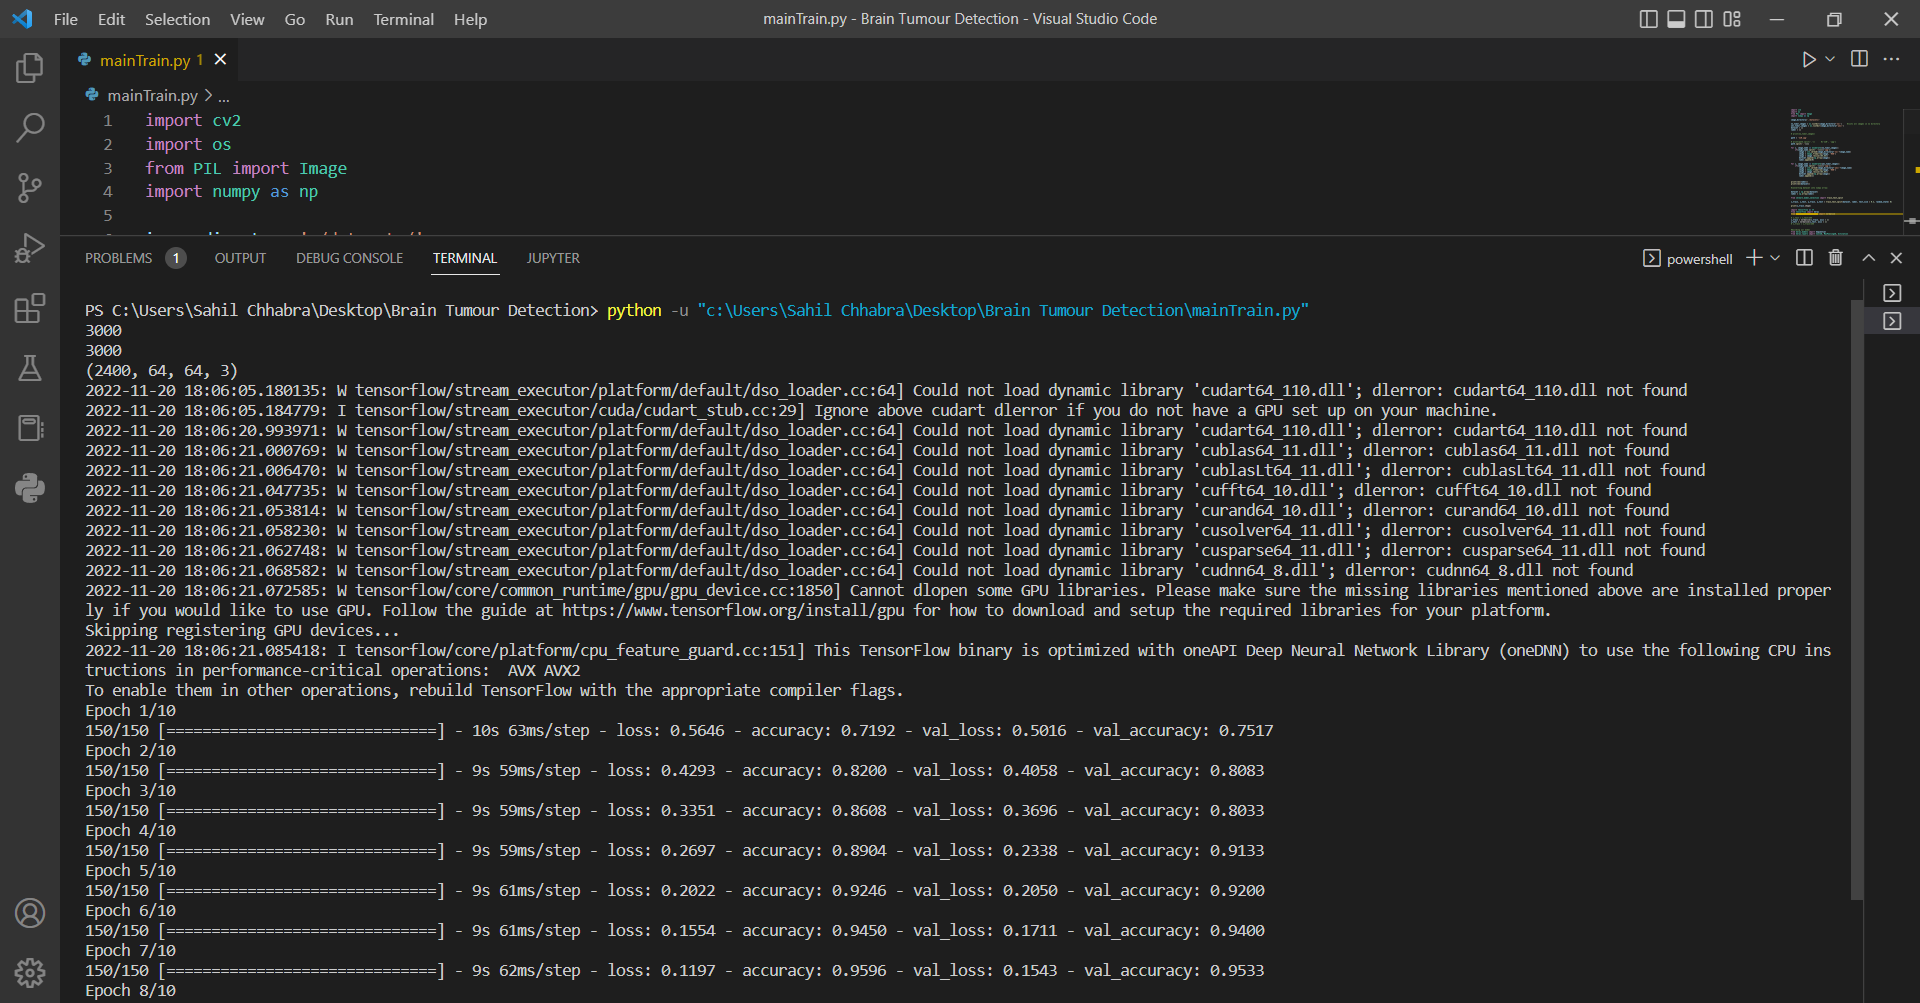 File Edit Selection View Go Run Terminal Help
mainTrain.py - Brain Tumour Detection - Visual Studio Code
mainTrain.py 1
mainTrain.py > ...
1 import cv2
2 import os
3 from PIL import Image
4 import numpy as np
5
PROBLEMS 1 OUTPUT DEBUG CONSOLE TERMINAL JUPYTER
powershell
PS C:\Users\Sahil Chhabra\Desktop\Brain Tumour Detection> python -u "c:\Users\Sahil Chhabra\Desktop\Brain Tumour Detection\mainTrain.py"
3000
3000
(2400, 64, 64, 3)
2022-11-20 18:06:05.180135: W tensorflow/stream_executor/platform/default/dso_loader.cc:64] Could not load dynamic library 'cudart64_110.dll'; dlerror: cudart64_110.dll not found
2022-11-20 18:06:05.184779: I tensorflow/stream_executor/cuda/cudart_stub.cc:29] Ignore above cudart dlerror if you do not have a GPU set up on your machine.
2022-11-20 18:06:20.993971: W tensorflow/stream_executor/platform/default/dso_loader.cc:64] Could not load dynamic library 'cudart64_110.dll'; dlerror: cudart64_110.dll not found
2022-11-20 18:06:21.000769: W tensorflow/stream_executor/platform/default/dso_loader.cc:64] Could not load dynamic library 'cublas64_11.dll'; dlerror: cublas64_11.dll not found
2022-11-20 18:06:21.006470: W tensorflow/stream_executor/platform/default/dso_loader.cc:64] Could not load dynamic library 'cublasLt64_11.dll'; dlerror: cublasLt64_11.dll not found
2022-11-20 18:06:21.047735: W tensorflow/stream_executor/platform/default/dso_loader.cc:64] Could not load dynamic library 'cufft64_10.dll'; dlerror: cufft64_10.dll not found
2022-11-20 18:06:21.053814: W tensorflow/stream_executor/platform/default/dso_loader.cc:64] Could not load dynamic library 'curand64_10.dll'; dlerror: curand64_10.dll not found
2022-11-20 18:06:21.058230: W tensorflow/stream_executor/platform/default/dso_loader.cc:64] Could not load dynamic library 'cusolver64_11.dll'; dlerror: cusolver64_11.dll not found
2022-11-20 18:06:21.062748: W tensorflow/stream_executor/platform/default/dso_loader.cc:64] Could not load dynamic library 'cusparse64_11.dll'; dlerror: cusparse64_11.dll not found
2022-11-20 18:06:21.068582: W tensorflow/stream_executor/platform/default/dso_loader.cc:64] Could not load dynamic library 'cudnn64_8.dll'; dlerror: cudnn64_8.dll not found
2022-11-20 18:06:21.072585: W tensorflow/core/common_runtime/gpu/gpu_device.cc:1850] Cannot dlopen some GPU libraries. Please make sure the missing libraries mentioned above are installed proper
ly if you would like to use GPU. Follow the guide at https://www.tensorflow.org/install/gpu for how to download and setup the required libraries for your platform.
Skipping registering GPU devices...
2022-11-20 18:06:21.085418: I tensorflow/core/platform/cpu_feature_guard.cc:151] This TensorFlow binary is optimized with oneAPI Deep Neural Network Library (oneDNN) to use the following CPU ins
tructions in performance-critical operations:  AVX AVX2
To enable them in other operations, rebuild TensorFlow with the appropriate compiler flags.
Epoch 1/10
150/150 [==============================] - 10s 63ms/step - loss: 0.5646 - accuracy: 0.7192 - val_loss: 0.5016 - val_accuracy: 0.7517
Epoch 2/10
150/150 [==============================] - 9s 59ms/step - loss: 0.4293 - accuracy: 0.8200 - val_loss: 0.4058 - val_accuracy: 0.8083
Epoch 3/10
150/150 [==============================] - 9s 59ms/step - loss: 0.3351 - accuracy: 0.8608 - val_loss: 0.3696 - val_accuracy: 0.8033
Epoch 4/10
150/150 [==============================] - 9s 59ms/step - loss: 0.2697 - accuracy: 0.8904 - val_loss: 0.2338 - val_accuracy: 0.9133
Epoch 5/10
150/150 [==============================] - 9s 61ms/step - loss: 0.2022 - accuracy: 0.9246 - val_loss: 0.2050 - val_accuracy: 0.9200
Epoch 6/10
150/150 [==============================] - 9s 61ms/step - loss: 0.1554 - accuracy: 0.9450 - val_loss: 0.1711 - val_accuracy: 0.9400
Epoch 7/10
150/150 [==============================] - 9s 62ms/step - loss: 0.1197 - accuracy: 0.9596 - val_loss: 0.1543 - val_accuracy: 0.9533
Epoch 8/10